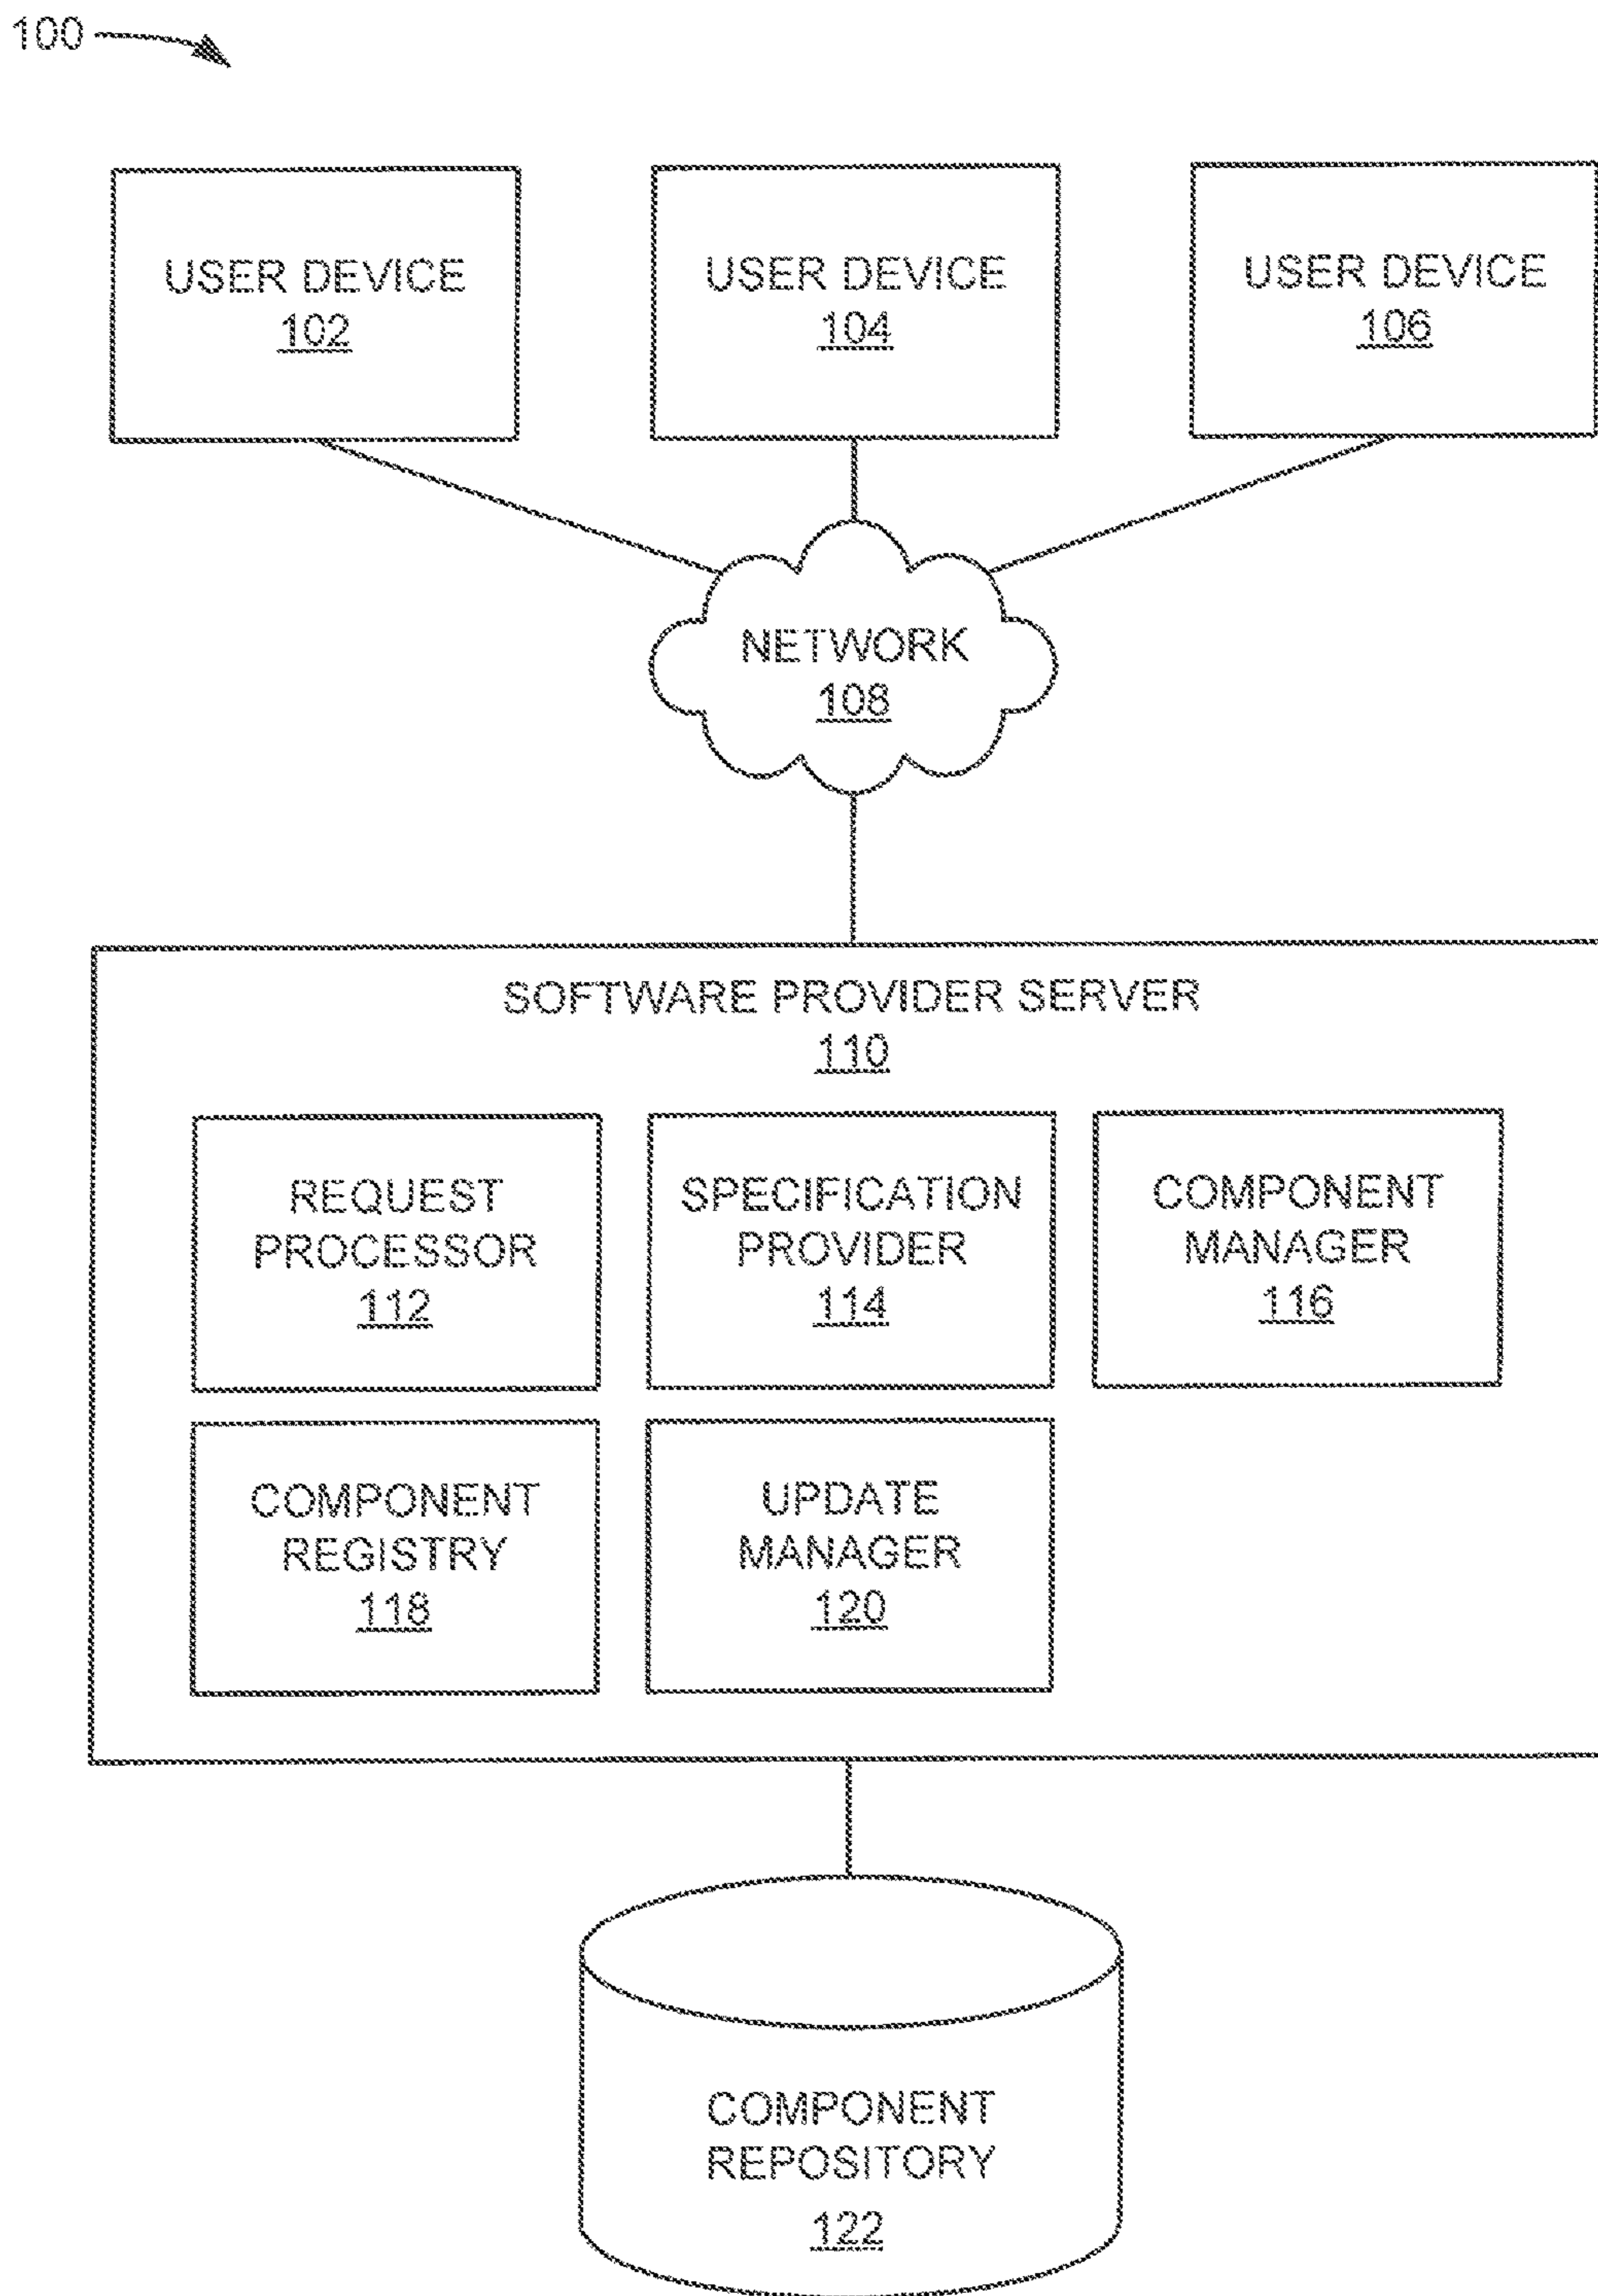 100
USER DEVICE
102
USER DEVICE
104
USER DEVICE
106
NETWORK
108
SOFTWARE PROVIDER SERVER
110
REQUEST
PROCESSOR
112
SPECIFICATION
PROVIDER
114
COMPONENT
MANAGER
116
COMPONENT
REGISTRY
118
UPDATE
MANAGER
120
COMPONENT
REPOSITORY
122